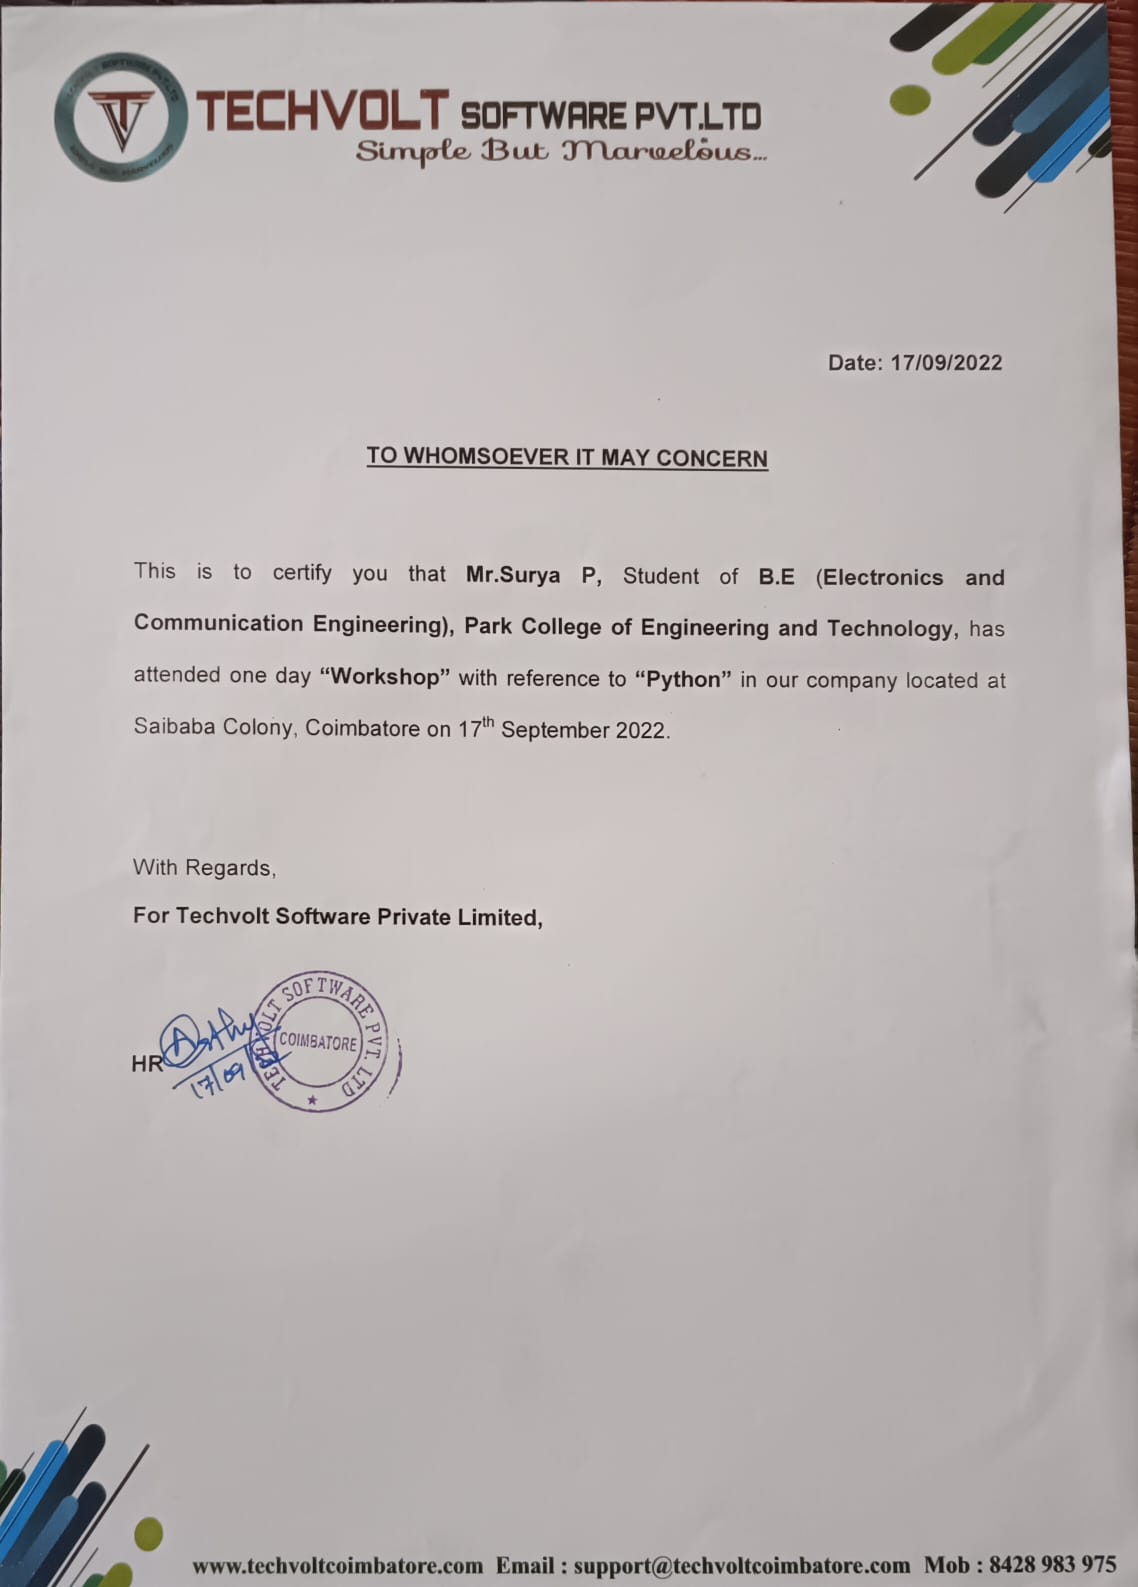 TECHVOLT SOFTWARE PVT.LTD
Simple But Marvelous...
Date: 17/09/2022
TO WHOMSOEVER IT MAY CONCERN
This is to certify you that Mr.Surya P, Student of B.E (Electronics and
Communication Engineering), Park College of Engineering and Technology, has
attended one day “Workshop” with reference to “Python” in our company located at
Saibaba Colony, Coimbatore on 17th September 2022.
With Regards,
For Techvolt Software Private Limited,
HR
17/09
TECHVOLT SOFTWARE PVT. LTD
COIMBATORE
www.techvoltcoimbatore.com Email : support@techvoltcoimbatore.com Mob : 8428 983 975